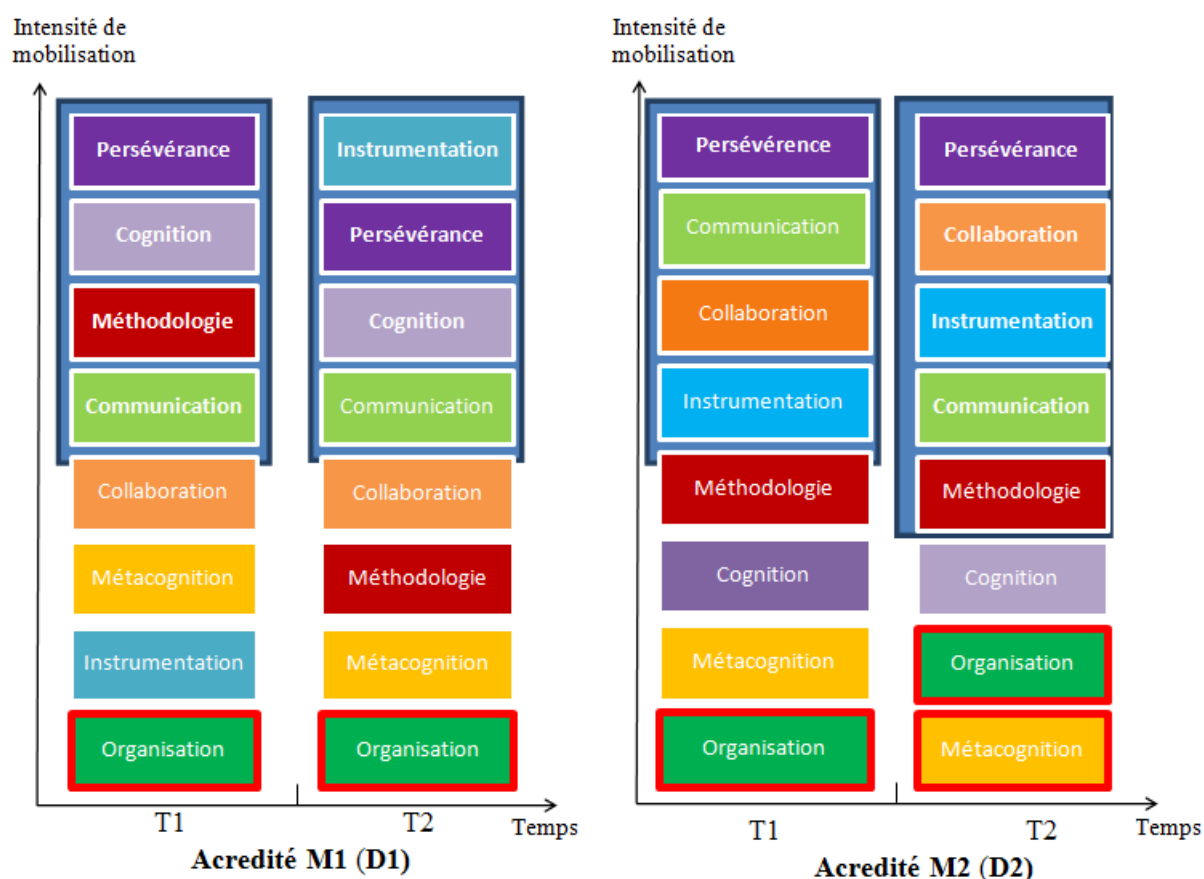 Intensité de
mobilisation
Persévérance
Instrumentation
Cognition
Persévérance
Méthodologie
Cognition
Communication
Communication
Collaboration
Collaboration
Métacognition
Méthodologie
Instrumentation
Métacognition
Organisation
Organisation
T1
T2
Temps
Acredité M1 (D1)
Intensité de
mobilisation
Persévérence
Persévérance
Communication
Collaboration
Collaboration
Instrumentation
Instrumentation
Communication
Méthodologie
Méthodologie
Cognition
Cognition
Métacognition
Organisation
Organisation
Métacognition
T1
T2
Temps
Acredité M2 (D2)